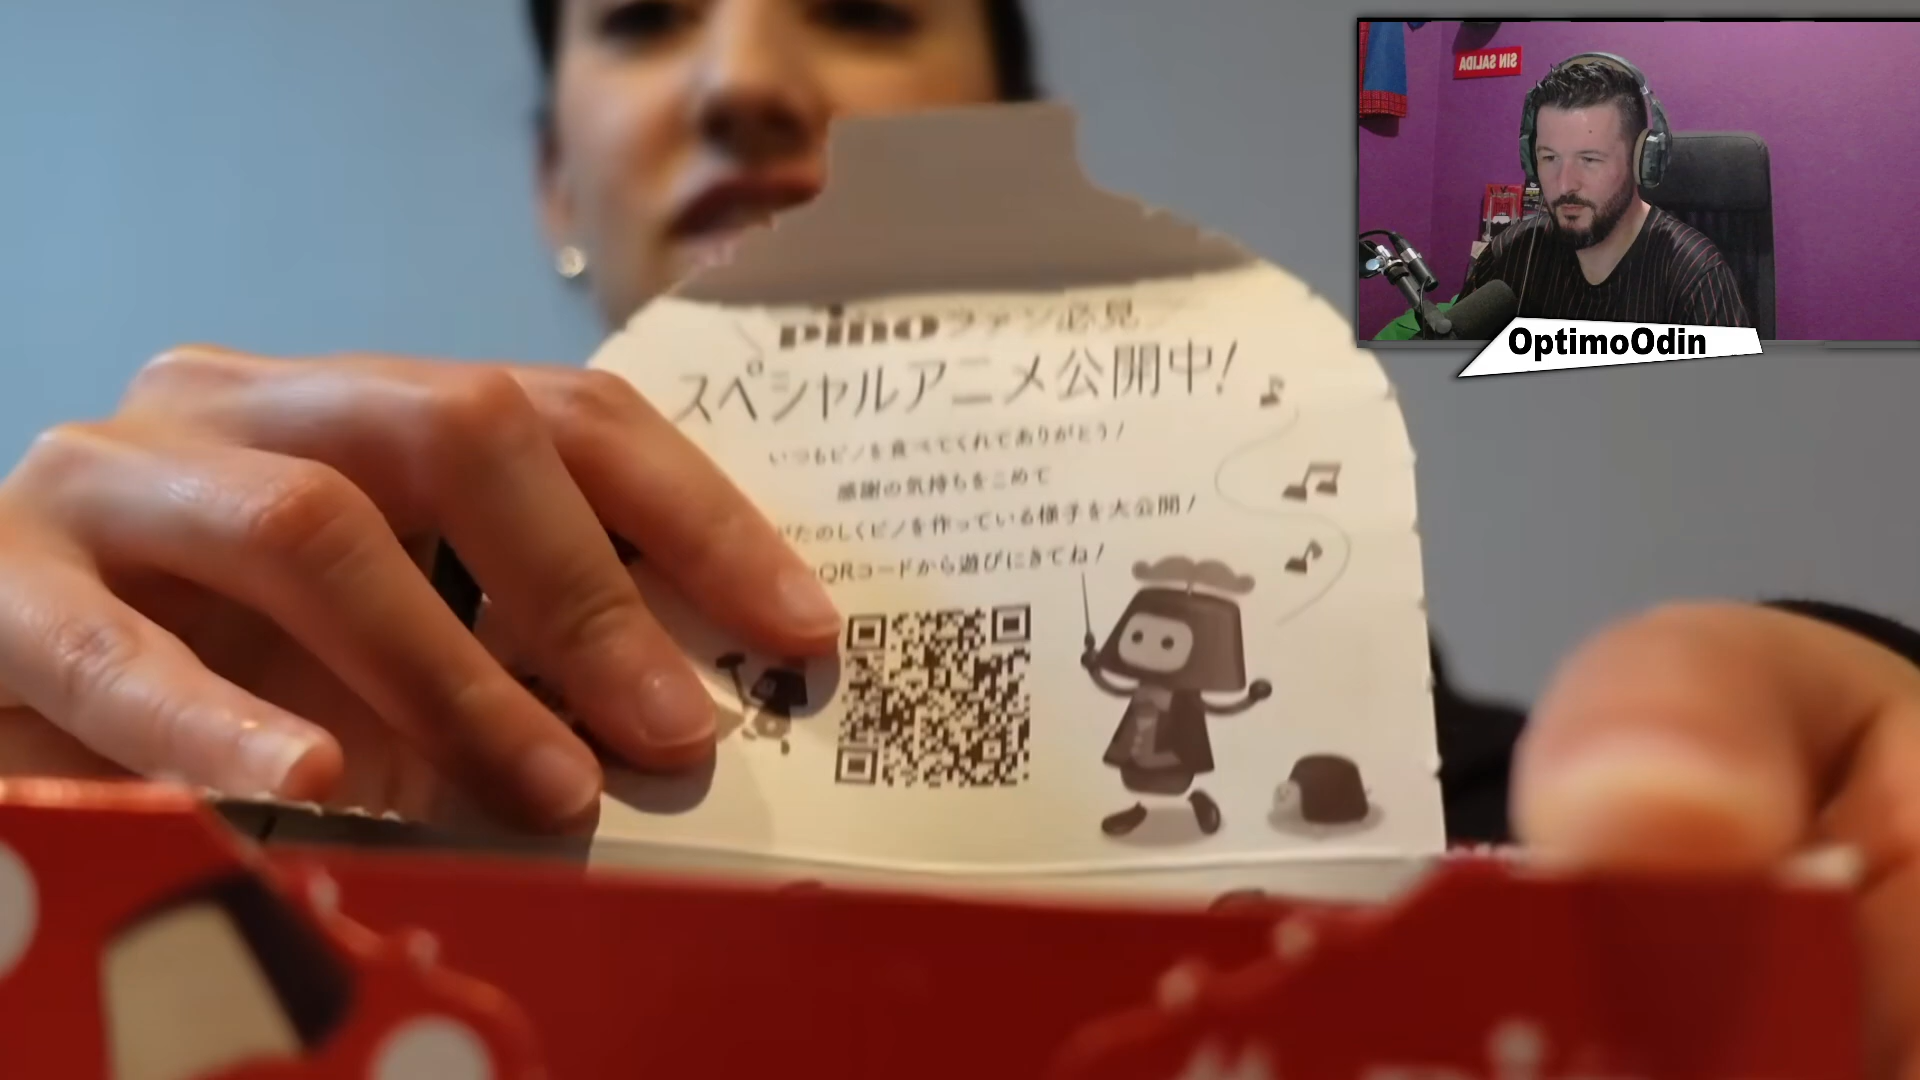 SIN SALIDA
OptimoOdin
pinoファン必見
スペシャルアニメ公開中!
いつもピノを食べてくれてありがとう!
感謝の気持ちをこめて
がたのしくピノを作っている様子を大公開!
QRコードから遊びにきてね!